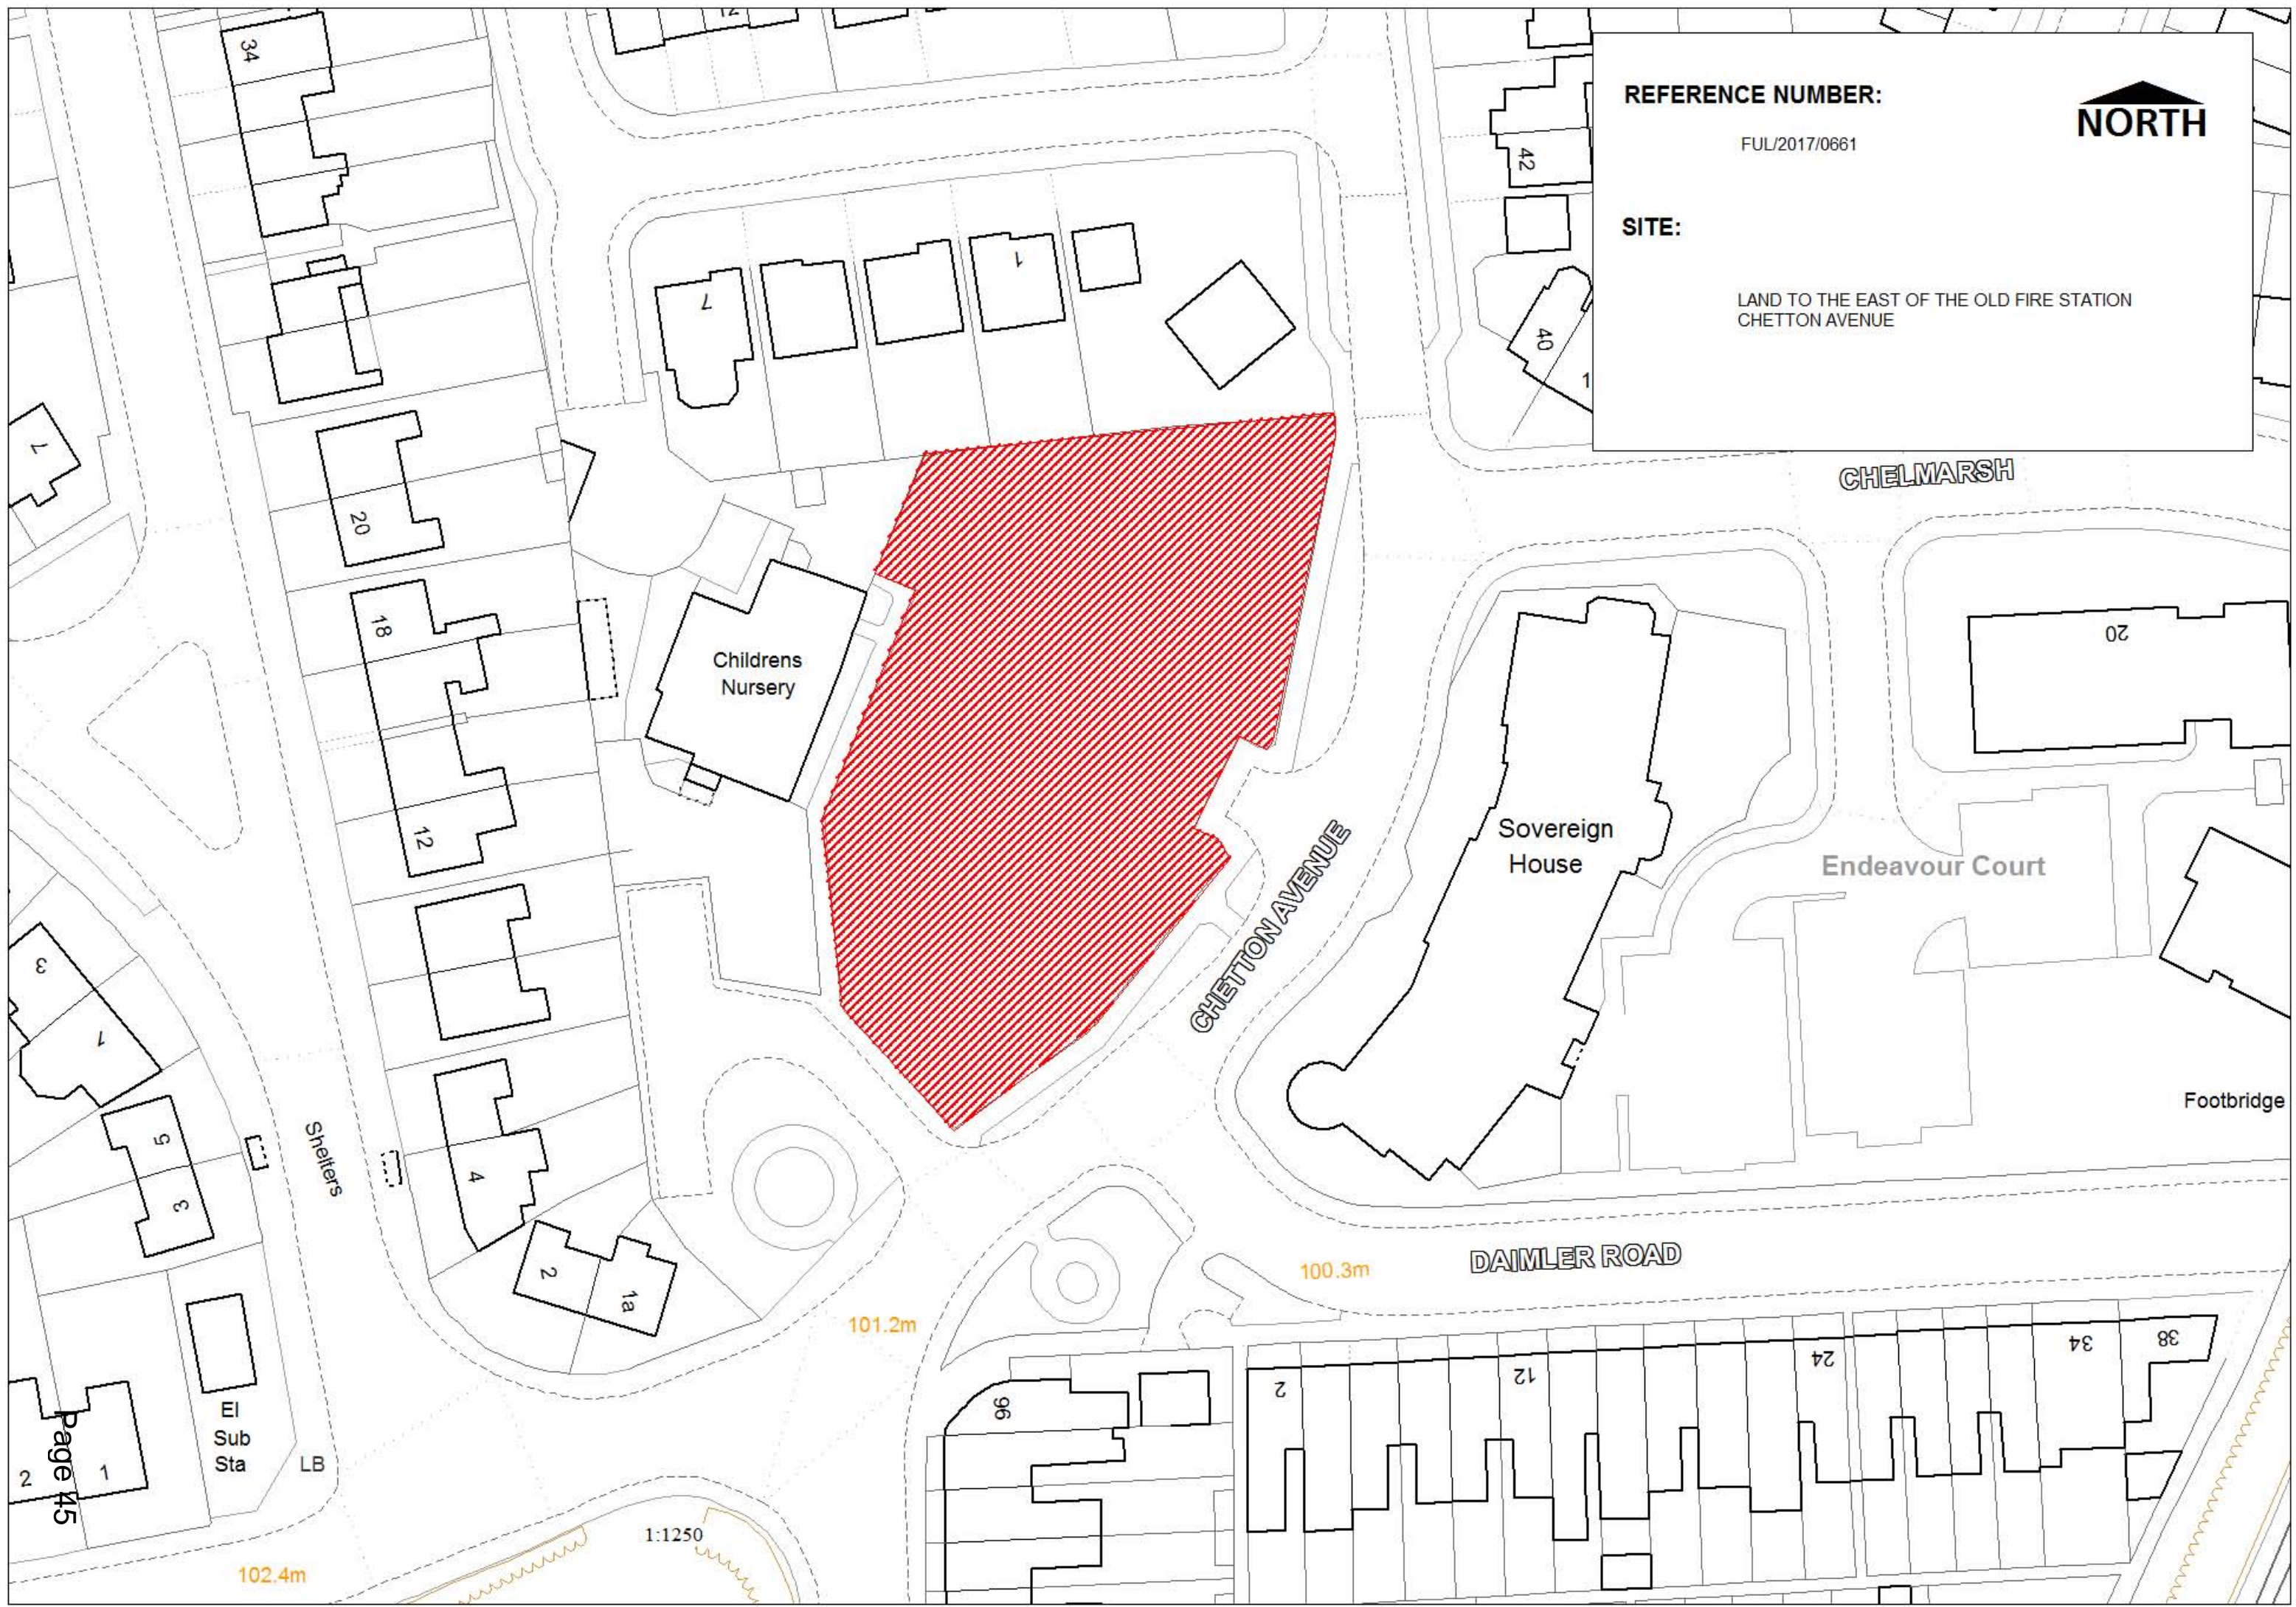 REFERENCE NUMBER:
NORTH
FUL/2017/0661
SITE:
LAND TO THE EAST OF THE OLD FIRE STATION
CHETTON AVENUE
34
42
1
7
40
1
7
CHELMARSH
20
18
20
Childrens
Nursery
12
Sovereign
House
Endeavour Court
CHETTON AVENUE
3
1
5
3
Shelters
4
Footbridge
2
1a
100.3m
DAIMLER ROAD
101.2m
96
2
12
24
34
38
El
Sub
Sta
LB
2
1
Page 45
1:1250
102.4m